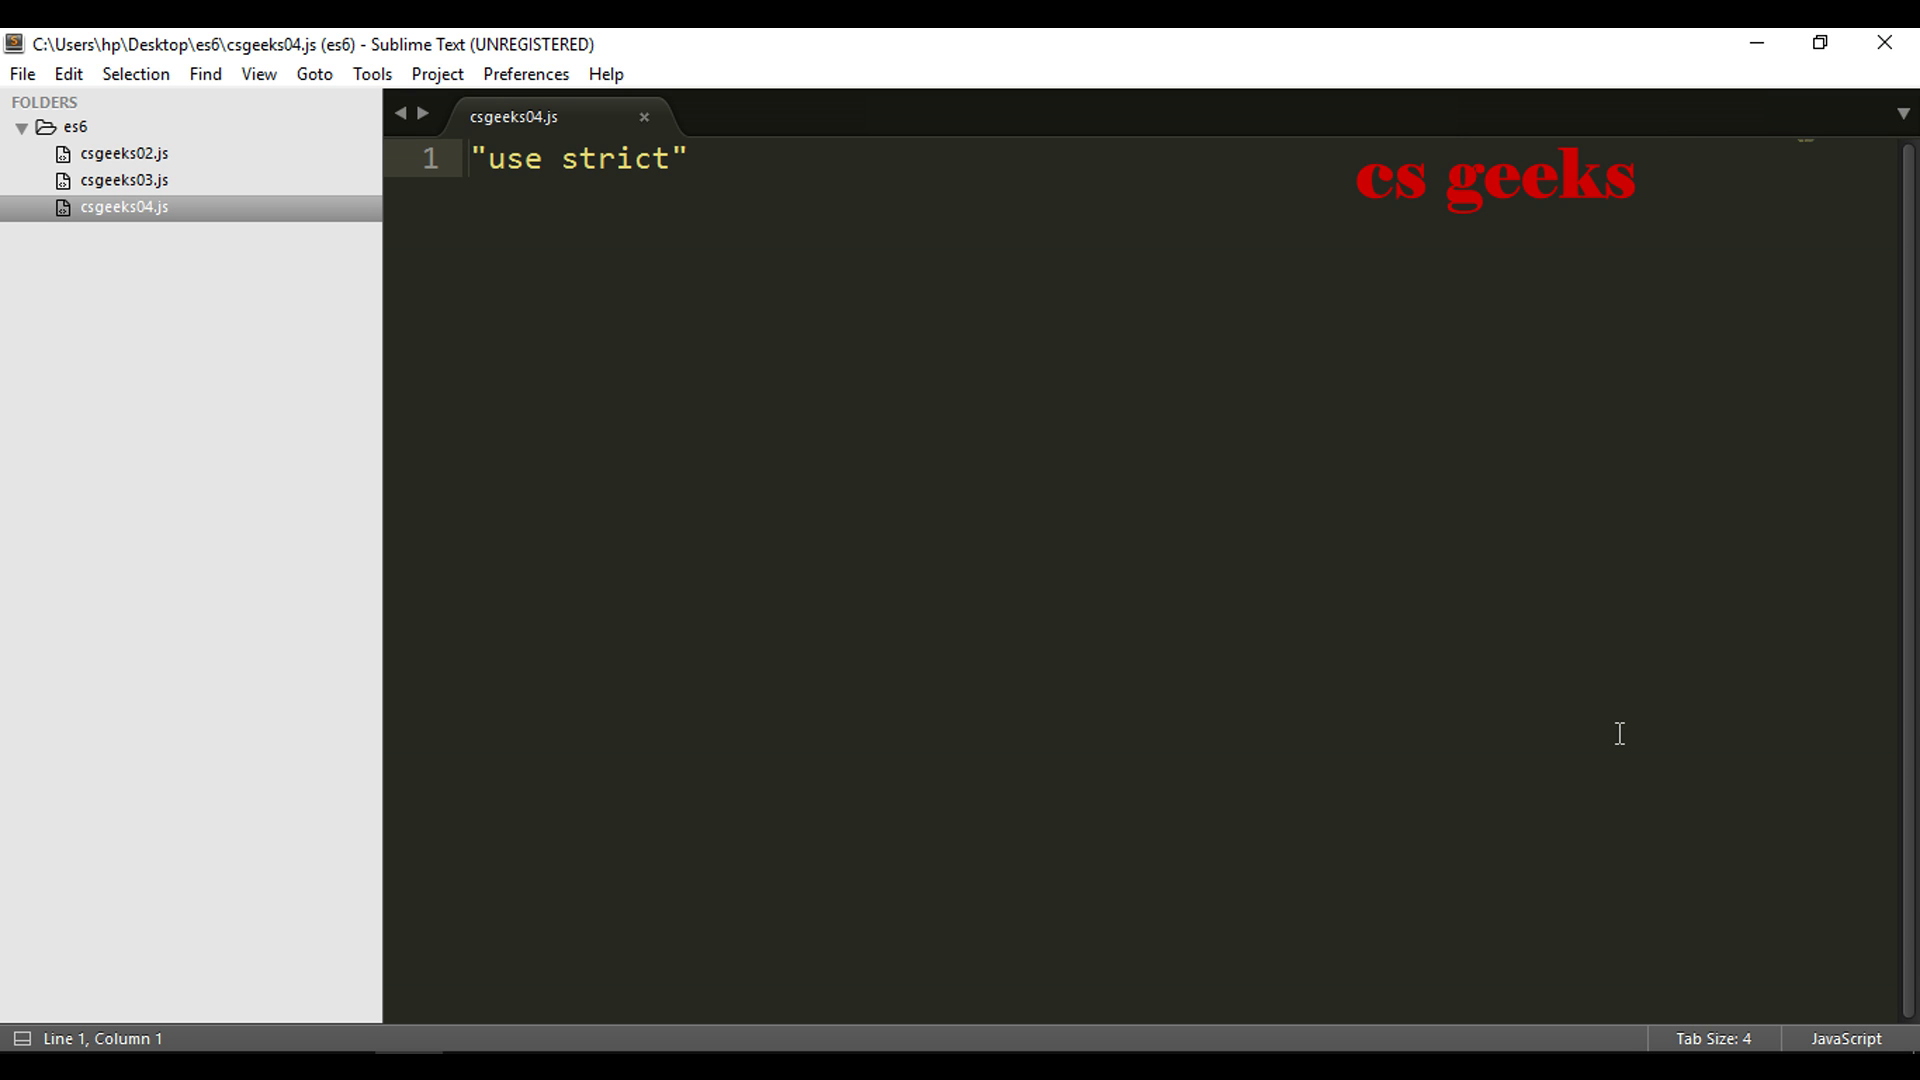 C:\Users\hp\Desktop\es6\csgeeks04.js (es6) - Sublime Text (UNREGISTERED)
File Edit Selection Find View Goto Tools Project Preferences Help
FOLDERS
es6
csgeeks02.js
csgeeks03.js
csgeeks04.js
csgeeks04.js
1 "use strict"
cs geeks
Line 1, Column 1
Tab Size: 4
JavaScript